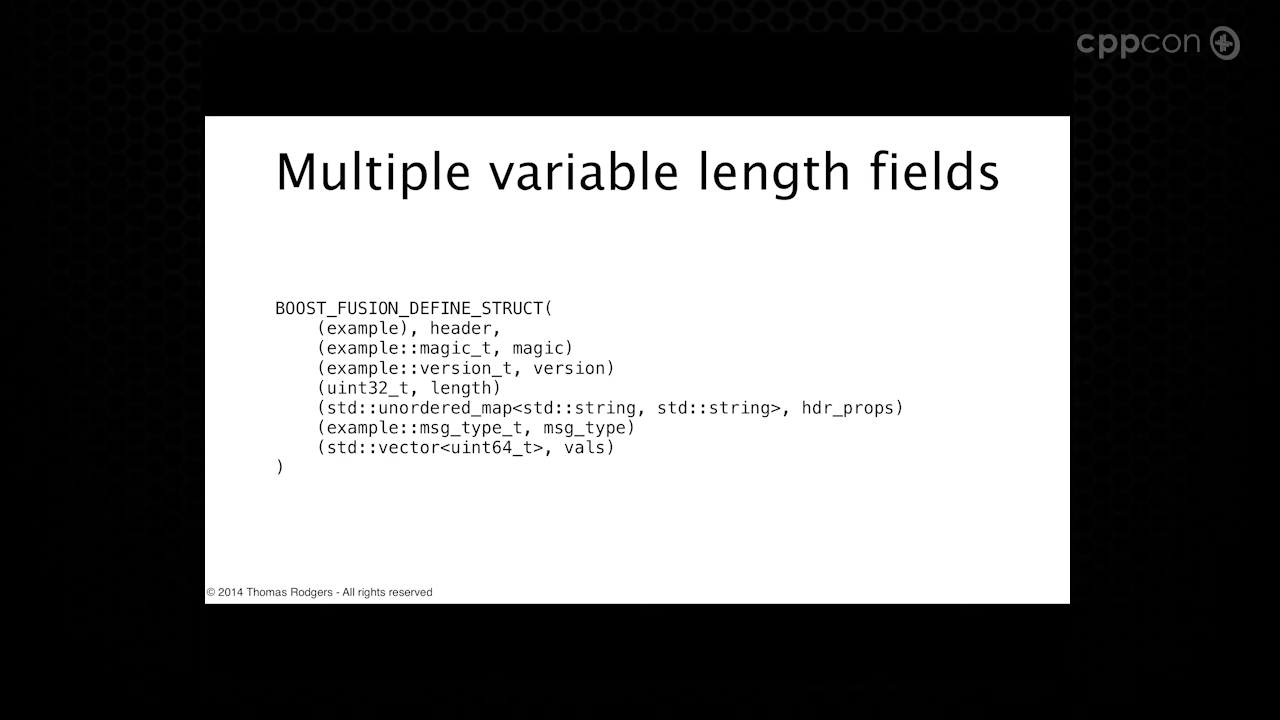 cppcon
Multiple variable length fields
BOOST_FUSION_DEFINE_STRUCT(
(example), header,
(example::magic_t, magic)
(example::version_t, version)
(uint32_t, length)
(std::unordered_map<std::string, std::string>, hdr_props)
(example::msg_type_t, msg_type)
(std::vector<uint64_t>, vals)
)
© 2014 Thomas Rodgers - All rights reserved